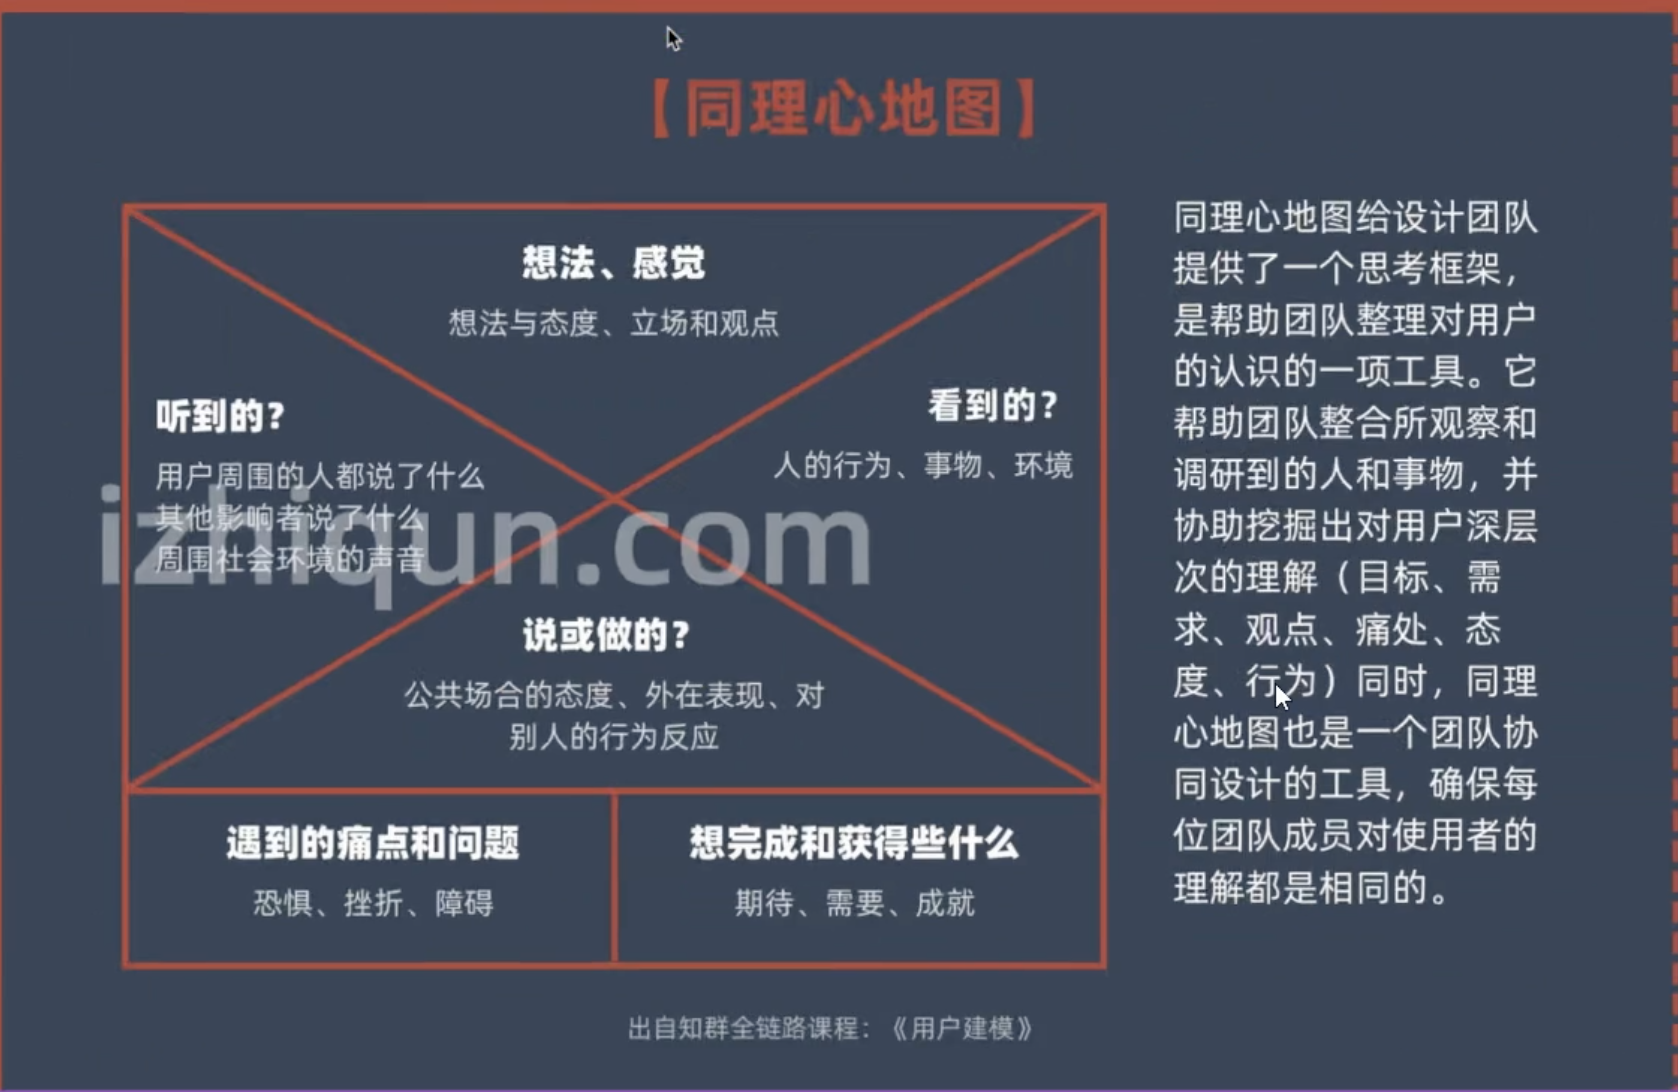 【同理心地图】
想法、感觉
想法与态度、立场和观点
听到的？
用户周围的人都说了什么
其他影响者说了什么
周围社会环境的声音
看到的？
人的行为、事物、环境
izhiqun.com
说或做的？
公共场合的态度、外在表现、对
别人的行为反应
遇到的痛点和问题
恐惧、挫折、障碍
想完成和获得些什么
期待、需要、成就
同理心地图给设计团队
提供了一个思考框架，
是帮助团队整理对用户
的认识的一项工具。它
帮助团队整合所观察和
调研到的人和事物，并
协助挖掘出对用户深层
次的理解（目标、需
求、观点、痛处、态
度、行为）同时，同理
心地图也是一个团队协
同设计的工具，确保每
位团队成员对使用者的
理解都是相同的。
出自知群全链路课程：《用户建模》